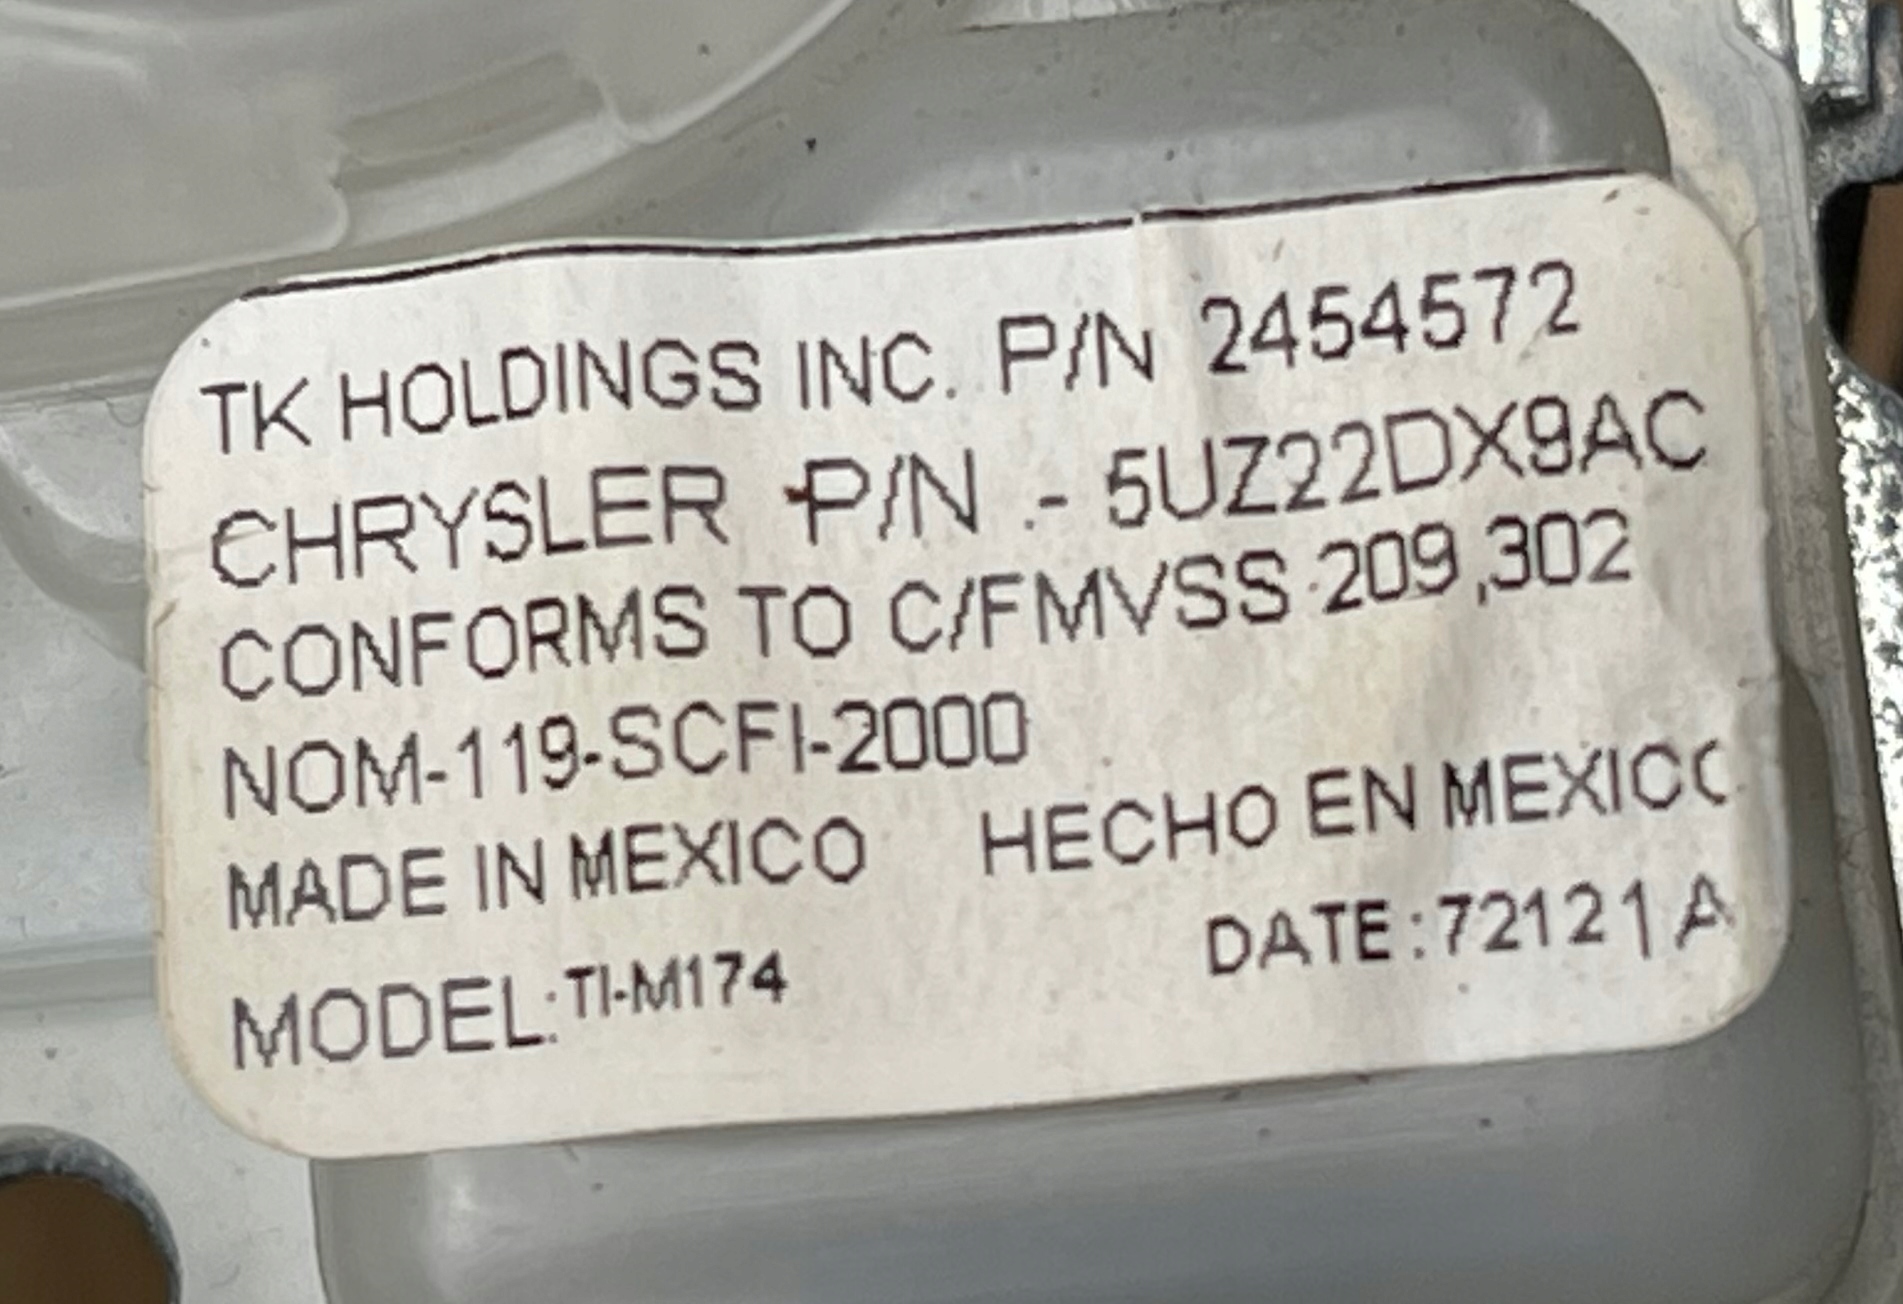 TK HOLDINGS INC. P/N 2454572
CHRYSLER P/N .- 5UZ22DX9AC
CONFORMS TO C/FMVSS 209,302
NOM-119-SCFI-2000
MADE IN MEXICO HECHO EN MEXICO
MODEL: TI-M174 DATE: 72121 A